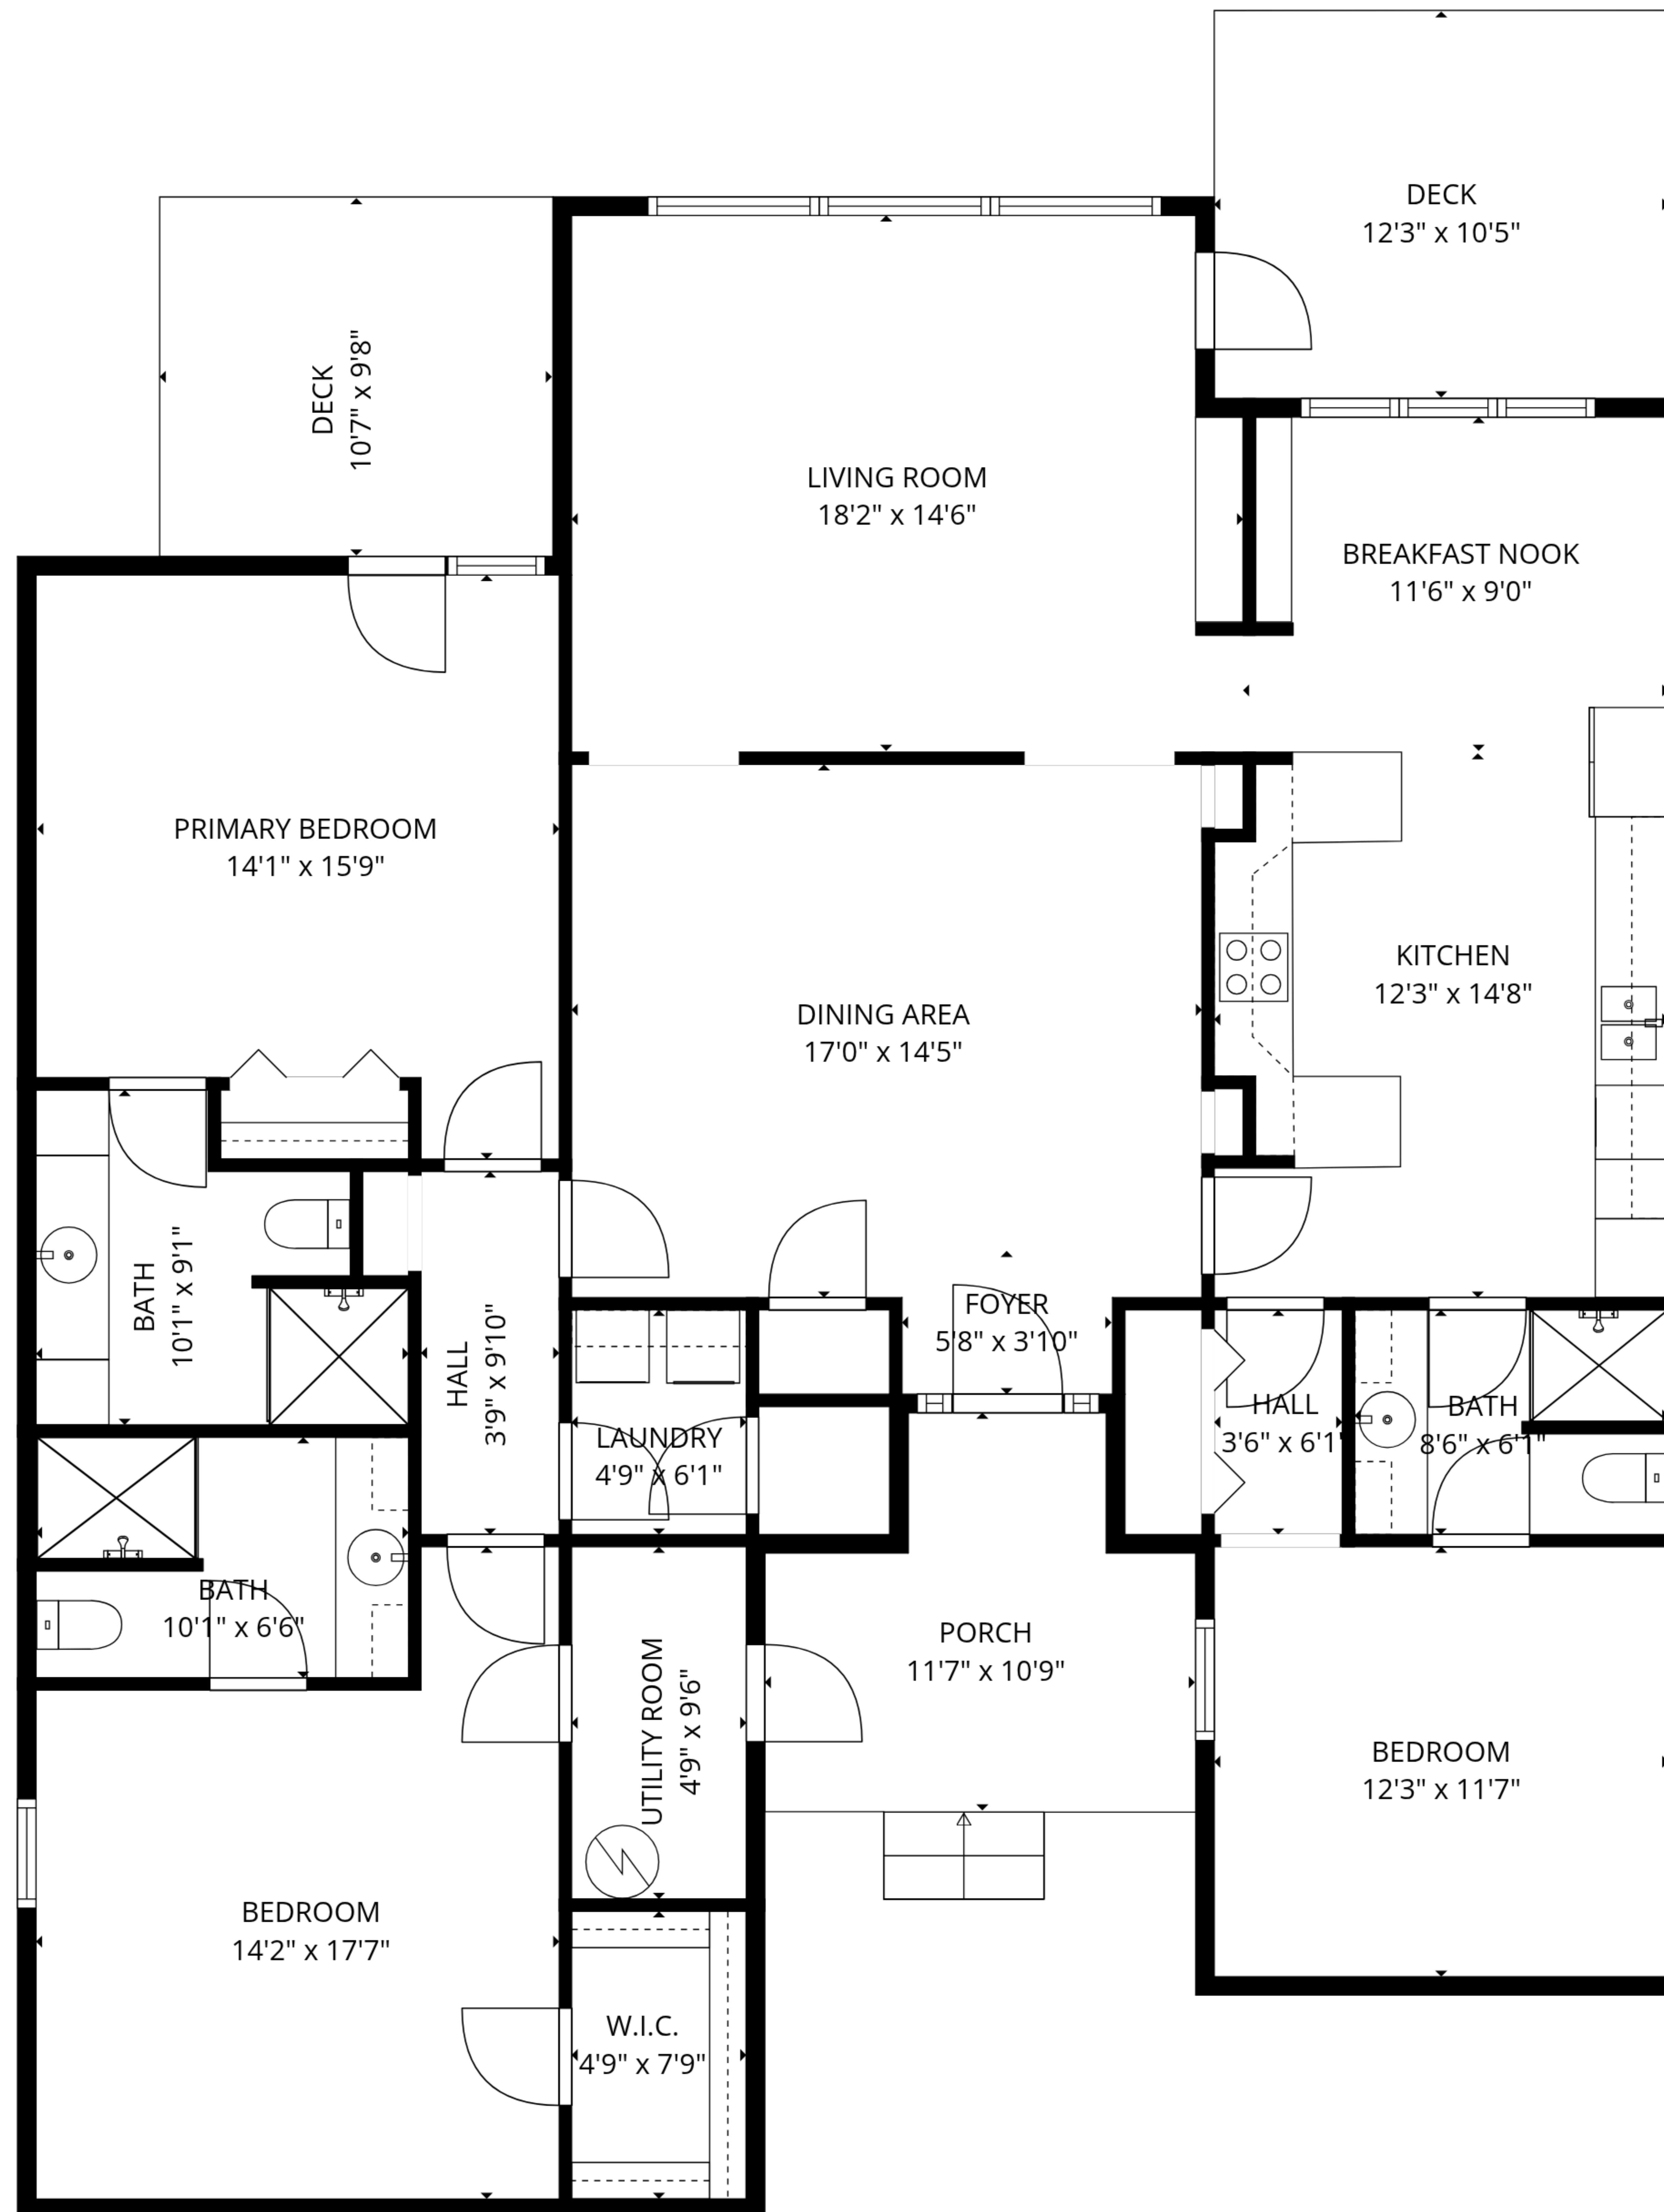 DECK
12'3" x 10'5"
DECK
10'7" x 9'8"
LIVING ROOM
18'2" x 14'6"
BREAKFAST NOOK
11'6" x 9'0"
PRIMARY BEDROOM
14'1" x 15'9"
KITCHEN
12'3" x 14'8"
DINING AREA
17'0" x 14'5"
BATH
10'1" x 9'1"
HALL
3'9" x 9'10"
FOYER
5'8" x 3'10"
LAUNDRY
4'9" x 6'1"
HALL
3'6" x 6'1"
BATH
8'6" x 6'1"
BATH
10'1" x 6'6"
UTILITY ROOM
4'9" x 9'6"
PORCH
11'7" x 10'9"
BEDROOM
12'3" x 11'7"
BEDROOM
14'2" x 17'7"
W.I.C.
4'9" x 7'9"